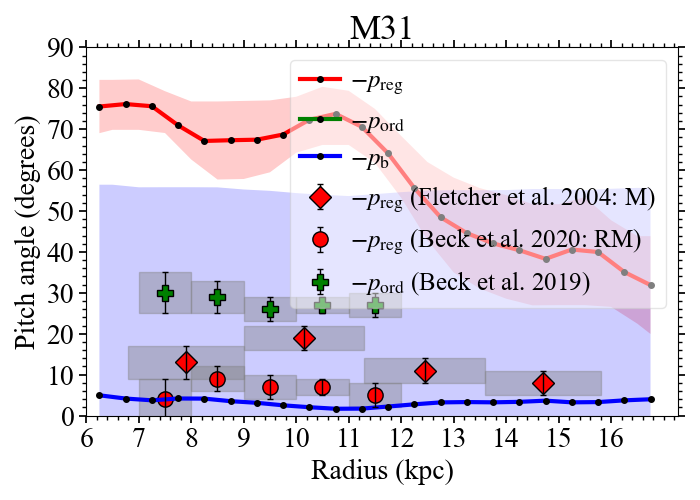 M31
90
80
70
60
50
40
30
20
10
0
Pitch angle (degrees)
−p_reg
−p_ord
−p_b
−p_reg (Fletcher et al. 2004: M)
−p_reg (Beck et al. 2020: RM)
−p_ord (Beck et al. 2019)
6 7 8 9 10 11 12 13 14 15 16
Radius (kpc)